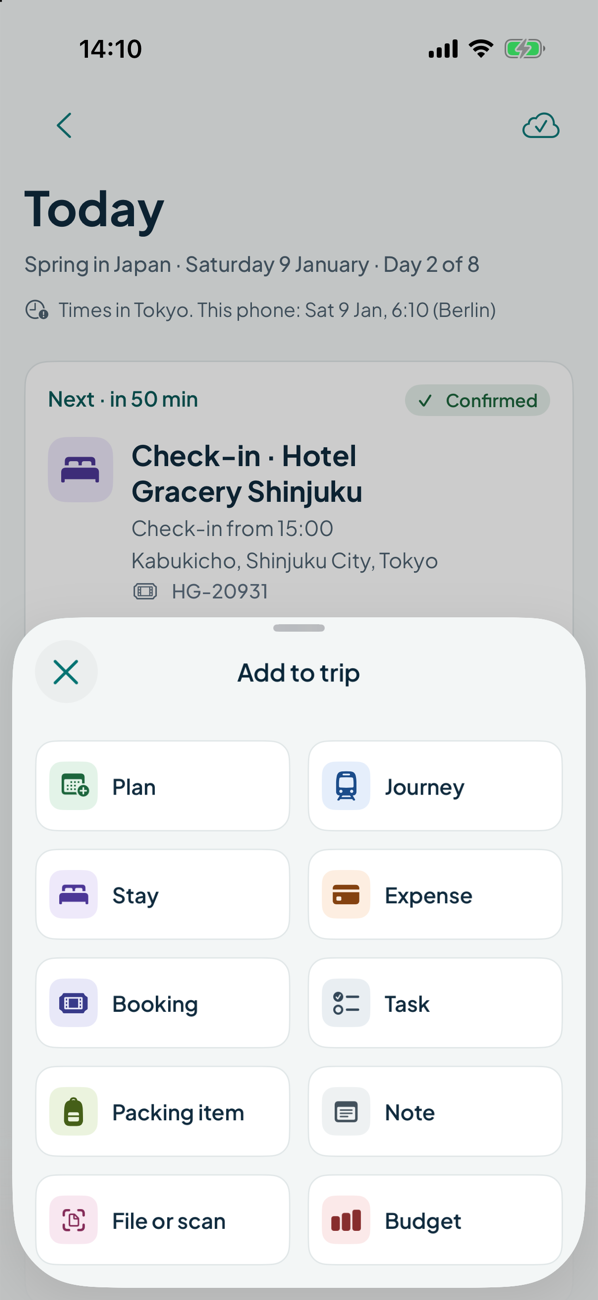 14:10
Today
Spring in Japan · Saturday 9 January · Day 2 of 8
Times in Tokyo. This phone: Sat 9 Jan, 6:10 (Berlin)
Next · in 50 min
Confirmed
Check-in · Hotel
Gracery Shinjuku
Check-in from 15:00
Kabukicho, Shinjuku City, Tokyo
HG-20931
Add to trip
Plan
Journey
Stay
Expense
Booking
Task
Packing item
Note
File or scan
Budget